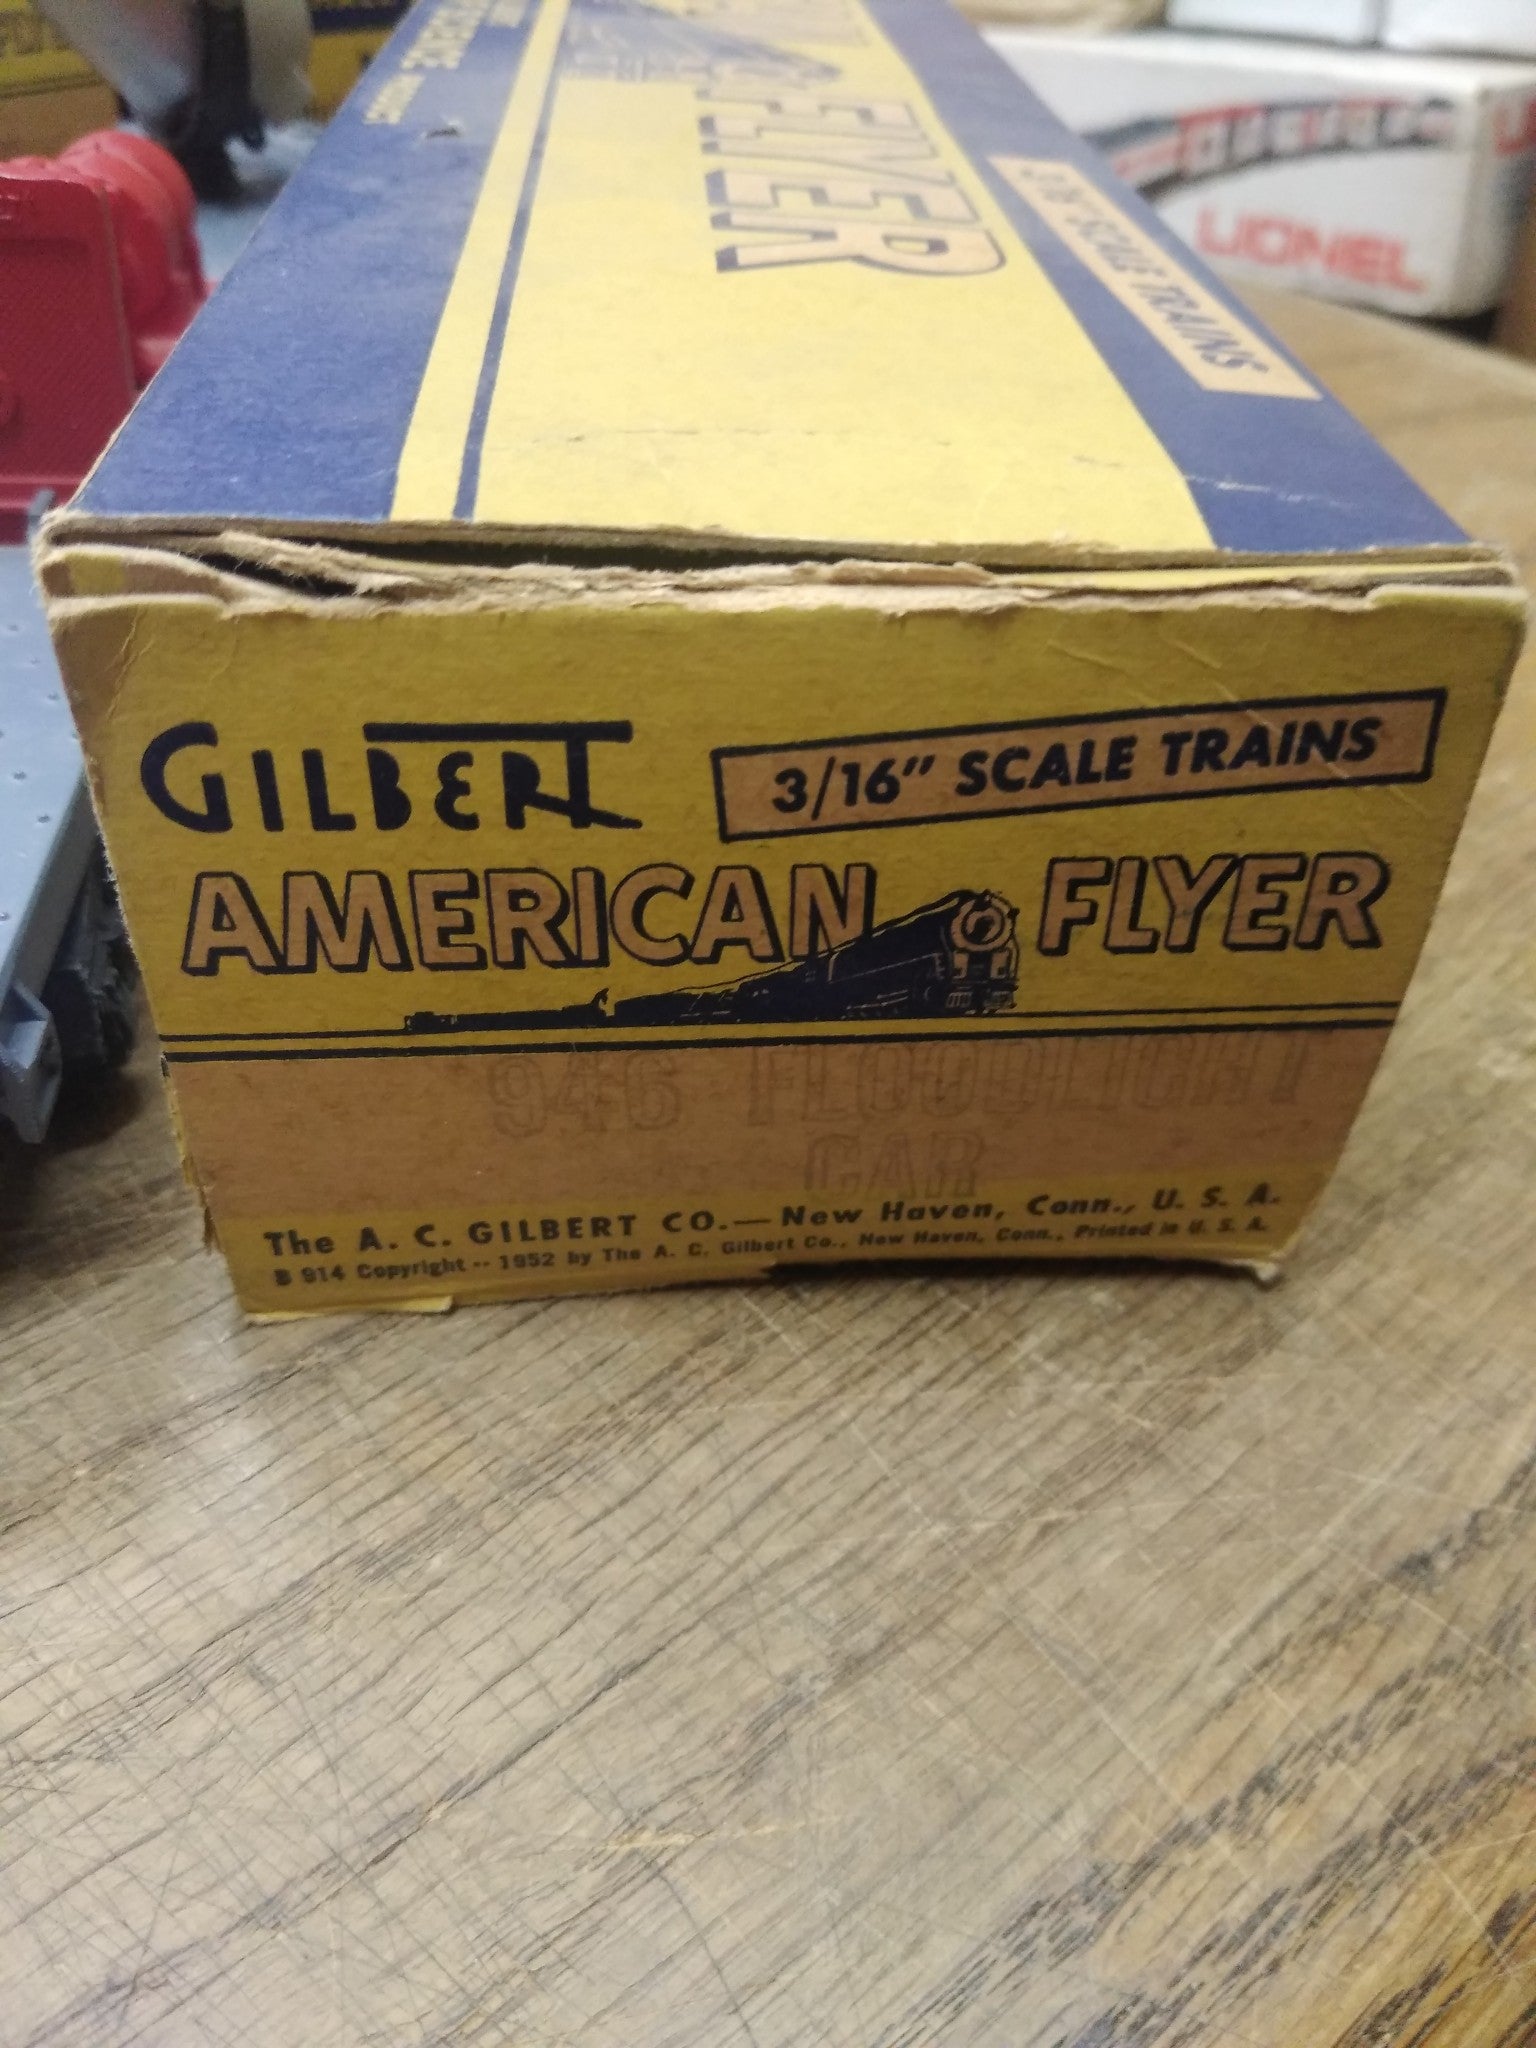 FLYER
3/16" SCALE TRAINS
LIONEL
GILBERT
3/16" SCALE TRAINS
AMERICAN FLYER
946 FLOODLIGHT
CAR
The A. C. GILBERT CO.—New Haven, Conn., U. S. A.
B 914 Copyright -- 1952 by The A. C. Gilbert Co., New Haven, Conn., Printed in U. S. A.